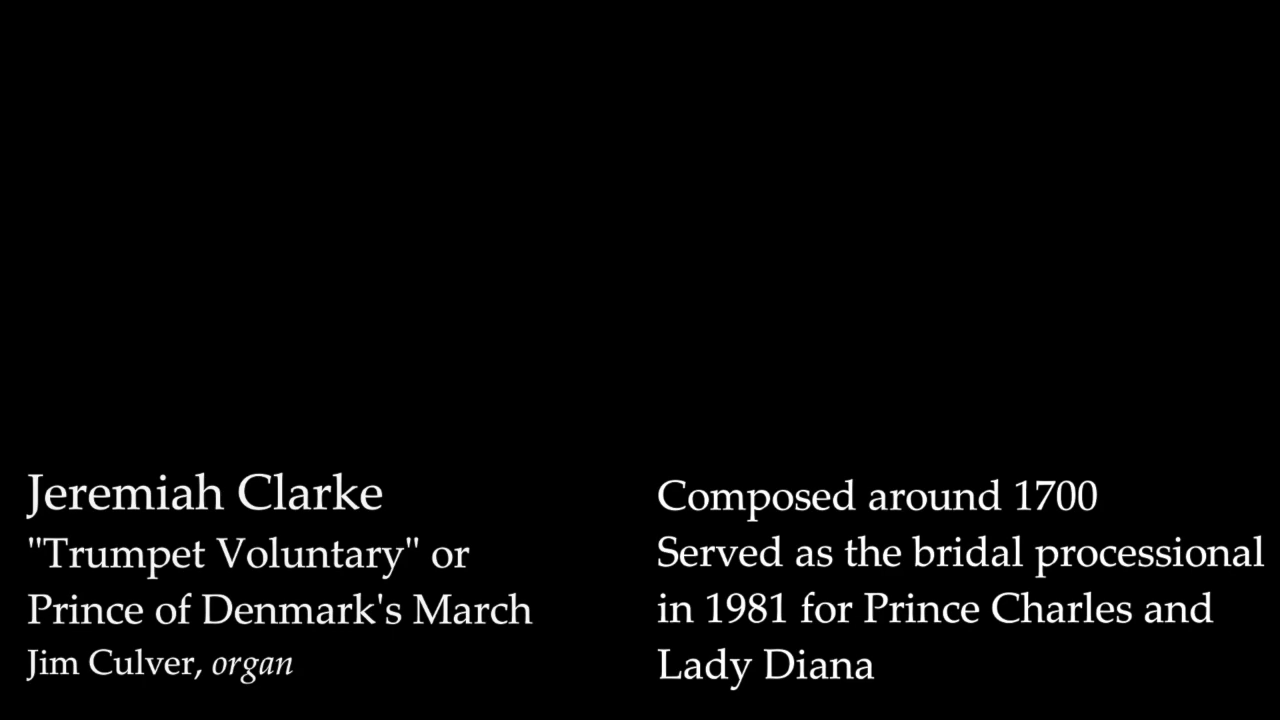 Jeremiah Clarke
"Trumpet Voluntary" or
Prince of Denmark's March
Jim Culver, organ
Composed around 1700
Served as the bridal processional
in 1981 for Prince Charles and
Lady Diana